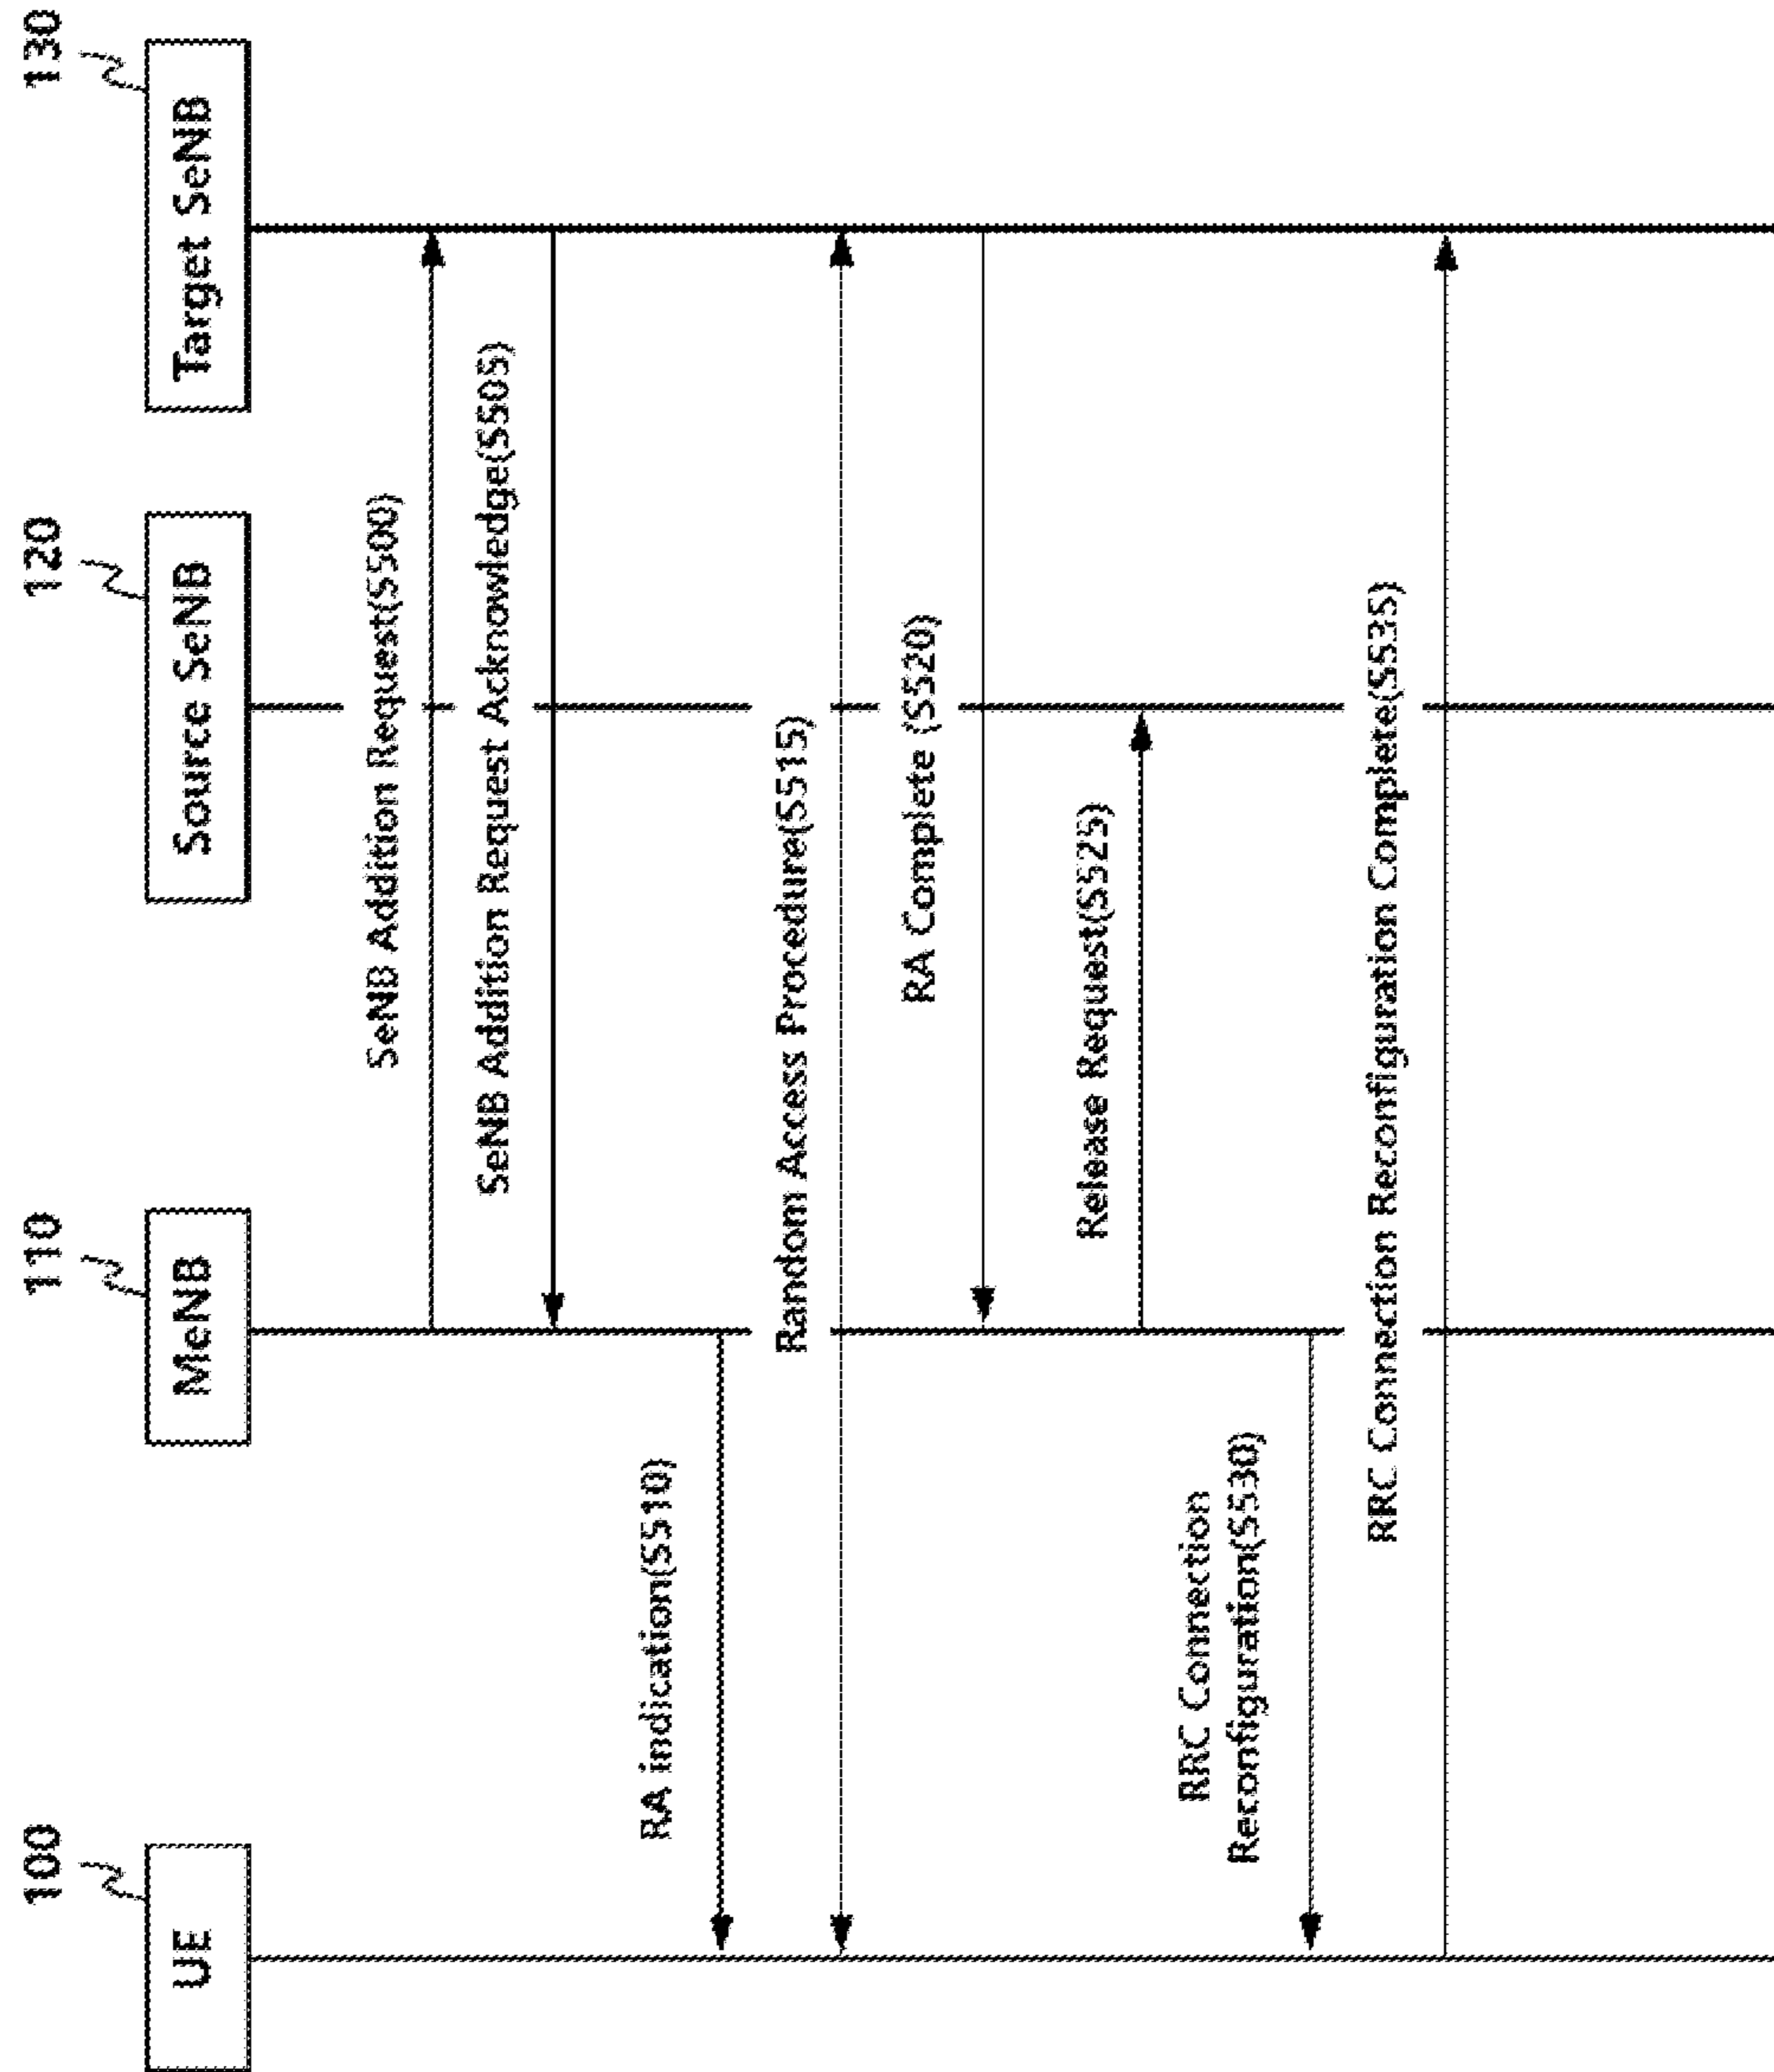 100
110
120
130
UE
MeNB
Source SeNB
Target SeNB
SeNB Addition Request(S500)
SeNB Addition Request Acknowledge(S505)
RA indication(S510)
Random Access Procedure(S515)
RA Complete (S520)
Release Request(S525)
RRC Connection
Reconfiguration(S530)
RRC Connection Reconfiguration Complete(S535)